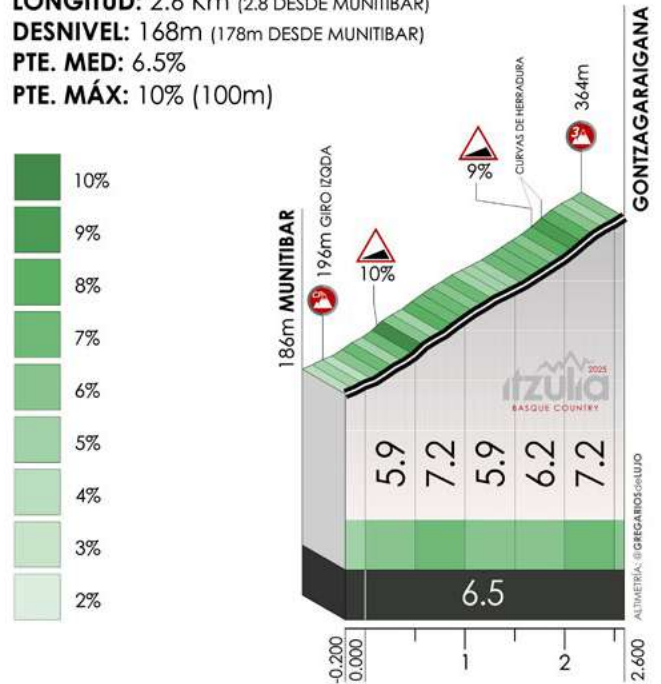 LONGITUD: 2.6 Km (2.8 DESDE MUNITIBAR)
DESNIVEL: 168m (178m DESDE MUNITIBAR)
PTE. MED: 6.5%
PTE. MÁX: 10% (100m)
10%
9%
8%
7%
6%
5%
4%
3%
2%
186m MUNITIBAR
CP
196m GIRO IZQDA
10%
9%
CURVAS DE HERRADURA
3
364m
GONTZAGARAIGANA
itzulia
2025
BASQUE COUNTRY
5.9
7.2
5.9
6.2
7.2
6.5
-0.200
0.000
1
2
2.600
ALTIMETRÍA: @GREGARIOSdeLUJO